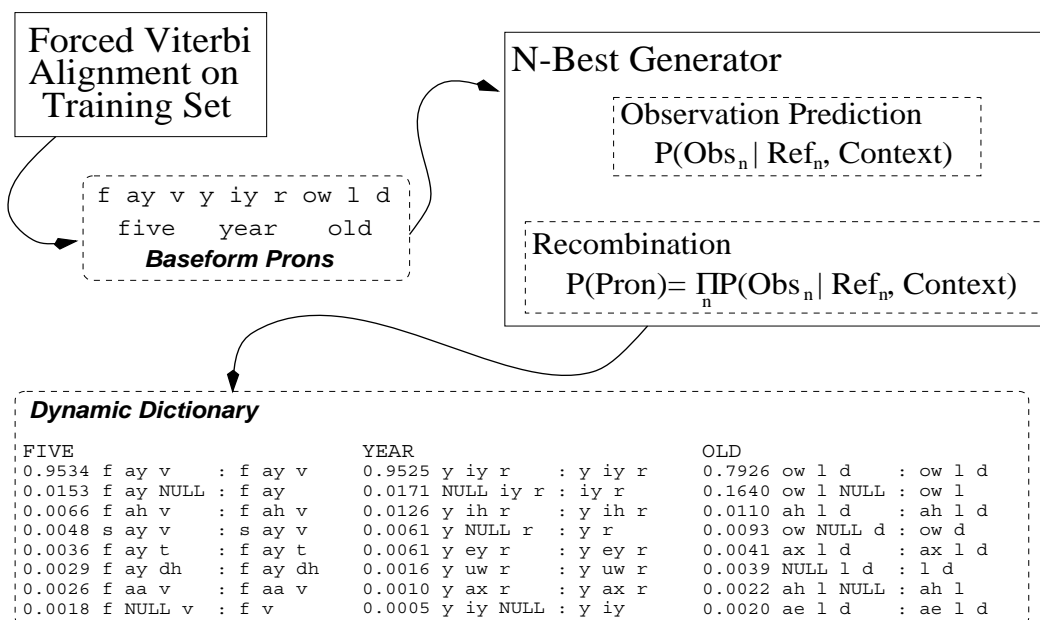 Forced Viterbi
Alignment on
Training Set
f ay v y iy r ow l d
five year old
Baseform Prons
N-Best Generator
Observation Prediction
P(Obs_n | Ref_n, Context)
Recombination
P(Pron)= ∏_n P(Obs_n | Ref_n, Context)
Dynamic Dictionary
FIVE YEAR OLD
0.9534 f ay v : f ay v 0.9525 y iy r : y iy r 0.7926 ow l d : ow l d
0.0153 f ay NULL : f ay 0.0171 NULL iy r : iy r 0.1640 ow l NULL : ow l
0.0066 f ah v : f ah v 0.0126 y ih r : y ih r 0.0110 ah l d : ah l d
0.0048 s ay v : s ay v 0.0061 y NULL r : y r 0.0093 ow NULL d : ow d
0.0036 f ay t : f ay t 0.0061 y ey r : y ey r 0.0041 ax l d : ax l d
0.0029 f ay dh : f ay dh 0.0016 y uw r : y uw r 0.0039 NULL l d : l d
0.0026 f aa v : f aa v 0.0010 y ax r : y ax r 0.0022 ah l NULL : ah l
0.0018 f NULL v : f v 0.0005 y iy NULL : y iy 0.0020 ae l d : ae l d